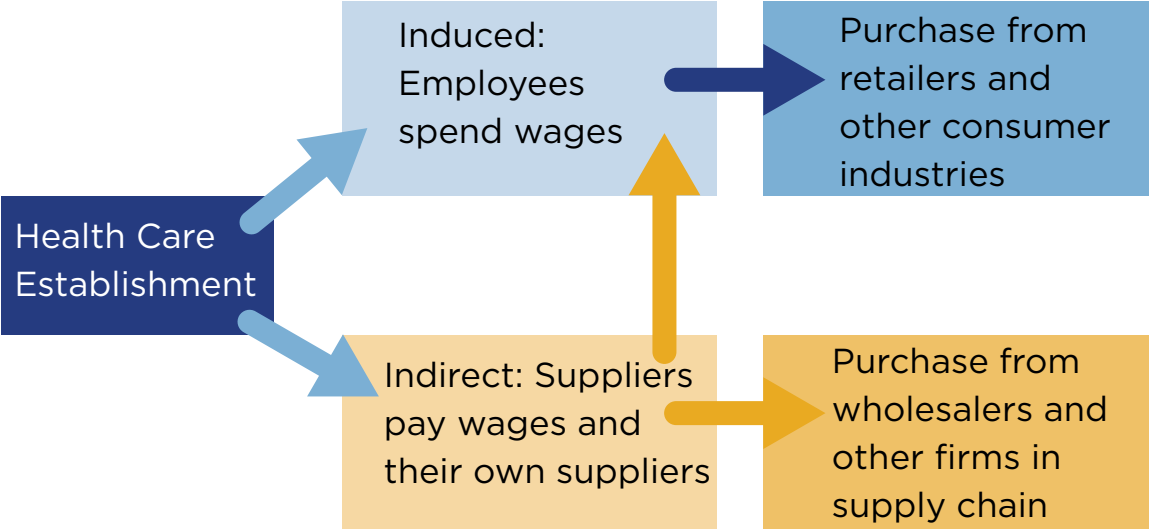 Induced:
Employees
spend wages
Purchase from
retailers and
other consumer
industries
Health Care
Establishment
Indirect: Suppliers
pay wages and
their own suppliers
Purchase from
wholesalers and
other firms in
supply chain